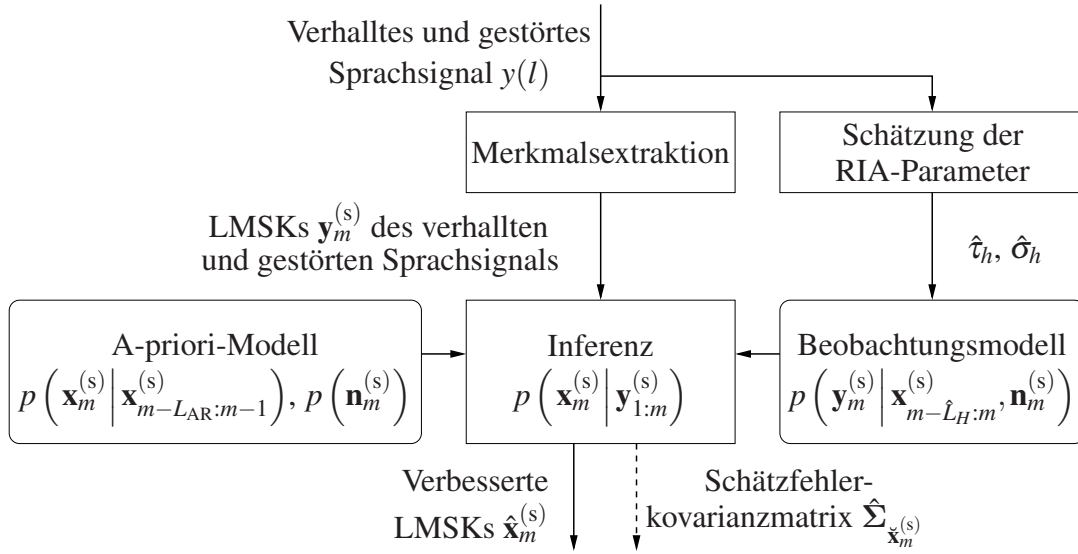 Verhalltes und gestörtes
Sprachsignal y(l)
Merkmalsextraktion
Schätzung der
RIA-Parameter
LMSKs 𝐲_m^{(s)} des verhallten
und gestörten Sprachsignals
τ̂_h, σ̂_h
A-priori-Modell
p(𝐱_m^{(s)} | 𝐱_{m−L_AR:m−1}^{(s)}), p(𝐧_m^{(s)})
Inferenz
p(𝐱_m^{(s)} | 𝐲_{1:m}^{(s)})
Beobachtungsmodell
p(𝐲_m^{(s)} | 𝐱_{m−L̂_H:m}^{(s)}, 𝐧_m^{(s)})
Verbesserte
LMSKs 𝐱̂_m^{(s)}
Schätzfehler-
kovarianzmatrix Σ̂_{𝐱̆_m^{(s)}}